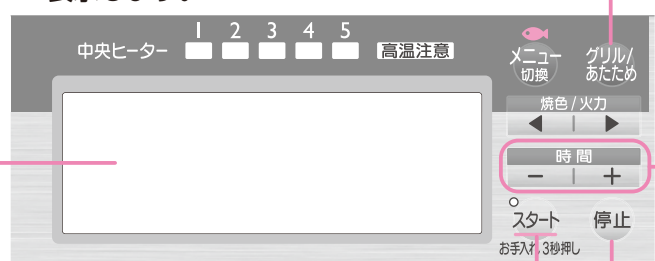 表示します。
1 2 3 4 5
中央ヒーター 高温注意
メニュー
切換
グリル/
あたため
焼色/火力
◀ ▶
時間
− +
スタート 停止
お手入れ3秒押し